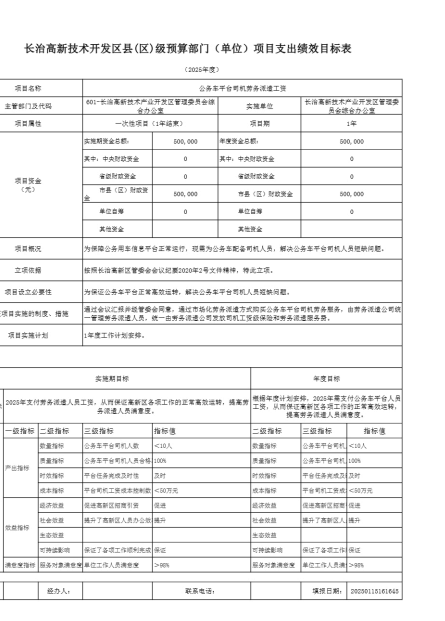 长治高新技术开发区县(区)级预算部门（单位）项目支出绩效目标表
（2025年度）
项目名称 公务车平台司机劳务派遣工资
主管部门及代码 601-长治高新技术产业开发区管理委员会综合办公室 实施单位 长治高新技术产业开发区管理委员会综合办公室
项目属性 一次性项目（1年结束） 项目期 1年
项目资金（元） 实施期资金总额： 500,000 年度资金总额： 500,000
其中：中央财政资金 0 其中：中央财政资金 0
省级财政资金 0 省级财政资金 0
市县（区）财政资金 500,000 市县（区）财政资金 500,000
单位自筹 0 单位自筹 0
其他资金 其他资金
项目概况 为保障公务用车信息平台正常运行，现需为公务车配备司机人员，解决公务车平台司机人员短缺问题。
立项依据 按照长治高新区管委会会议纪要2020年2号文件精神，特此立项。
项目设立必要性 为保证公务车平台正常高效运转，解决公务车平台司机人员短缺问题。
项目实施的制度、措施 通过会议汇报并经管委会同意，通过市场化劳务派遣方式购买公务车平台司机劳务服务，由劳务派遣公司统一管理劳务派遣人员，统一由劳务派遣公司发放司机工资级保险和劳务派遣服务费。
项目实施计划 1年度工作计划安排。
实施期目标 年度目标
2025年支付劳务派遣人员工资，从而保证高新区各项工作的正常高效运转，提高劳务派遣人员满意度。 根据年度计划安排，2025年需支付公务车平台人员工资，从而保证高新区各项工作的正常高效运转，提高劳务派遣人员满意度。
一级指标 二级指标 三级指标 指标值 二级指标 三级指标 指标值
产出指标 数量指标 公务车平台司机人数 ＜10人 数量指标 公务车平台司机 ＜10人
质量指标 公务车平台司机人员合格 100% 质量指标 公务车平台司机 100%
时效指标 平台任务完成及时性 及时 时效指标 平台任务完成及 及时
成本指标 平台司机工资成本控制数 ＜50万元 成本指标 平台司机工资成 ＜50万元
效益指标 经济效益 促进高新区招商引资 促进 经济效益 促进高新区招商 促进
社会效益 提升了高新区人员办公效 提升 社会效益 提升了高新区人 提升
生态效益 生态效益
可持续影响 保证了各项工作顺利完成 保证 可持续影响 保证了各项工作 保证
满意度指标 服务对象满意度 单位工作人员满意度 ＞98% 服务对象满意度 单位工作人员满 ＞98%
经办人： 联系电话： 填报日期： 20250115161645